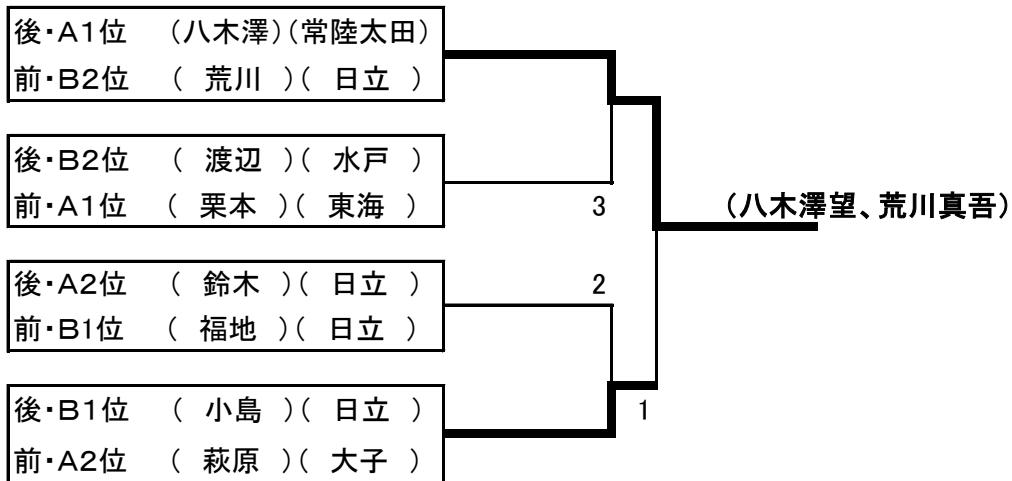 後・A1位 (八木澤)(常陸太田)
前・B2位 ( 荒川 )( 日立 )
後・B2位 ( 渡辺 )( 水戸 )
前・A1位 ( 栗本 )( 東海 )
3
(八木澤望、荒川真吾)
後・A2位 ( 鈴木 )( 日立 )
2
前・B1位 ( 福地 )( 日立 )
後・B1位 ( 小島 )( 日立 )
1
前・A2位 ( 萩原 )( 大子 )